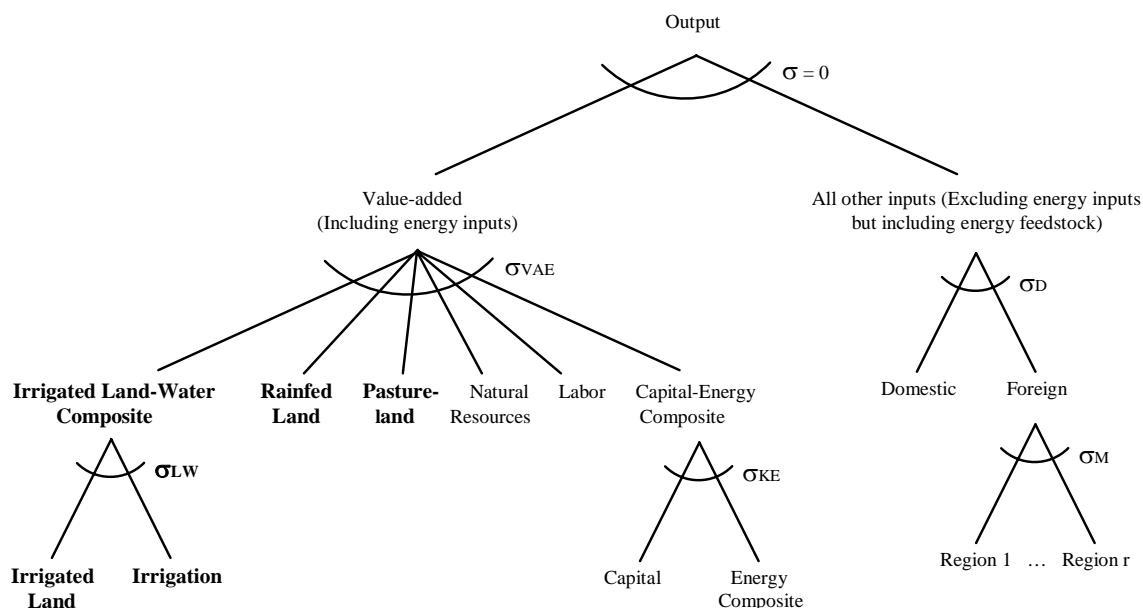 Output
σ = 0
Value-added
(Including energy inputs)
All other inputs (Excluding energy inputs
but including energy feedstock)
σVAE
σD
Irrigated Land-Water
Composite
Rainfed
Land
Pasture-
land
Natural
Resources
Labor
Capital-Energy
Composite
Domestic
Foreign
σLW
σKE
σM
Irrigated
Land
Irrigation
Capital
Energy
Composite
Region 1 … Region r